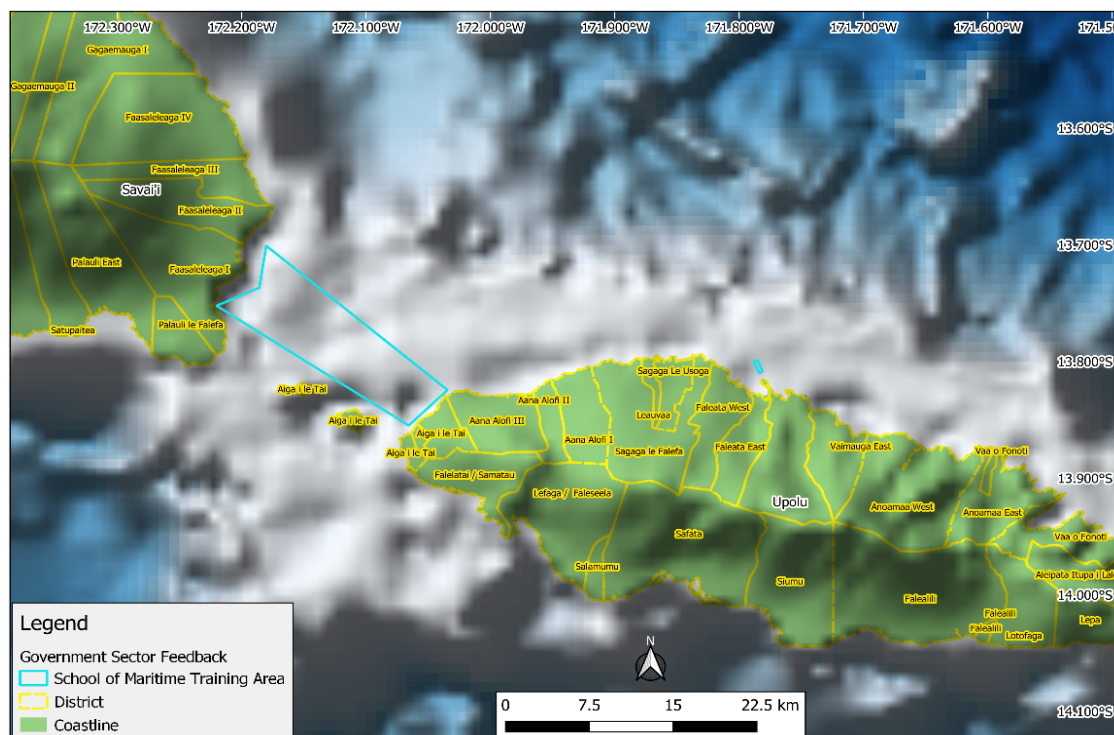 172.300°W 172.200°W 172.100°W 172.000°W 171.900°W 171.800°W 171.700°W 171.600°W 171.50
Gagaemauga I
Gagaemauga II
Faasaleleaga IV
13.600°S
Faasaleleaga III
Savai'i
Faasaleleaga II
13.700°S
Palauli East
Faasaleleaga I
Palauli le Falefa
Satupaitea
13.800°S
Sagaga Le Usoga
Aiga i le Tai
Aana Alofi II
Faleata West
Leauvaa
Aiga i le Tai
Aana Alofi III
Aiga i le Tai
Aana Alofi I
Faleata East
Vaimauga East
Aiga i le Tai
Sagaga le Falefa
Vaa o Fonoti
13.900°S
Falelatai / Samatau
Lefaga / Faleseela
Upolu
Anoamaa West
Anoamaa East
Safata
Vaa o Fonoti
Salamumu
Siumu
Aleipata Itupa i Lal
14.000°S
Falealili
Falealili
Lepa
Falealili
Lotofaga
Legend
Government Sector Feedback
School of Maritime Training Area
District
Coastline
N
0 7.5 15 22.5 km
14.100°S